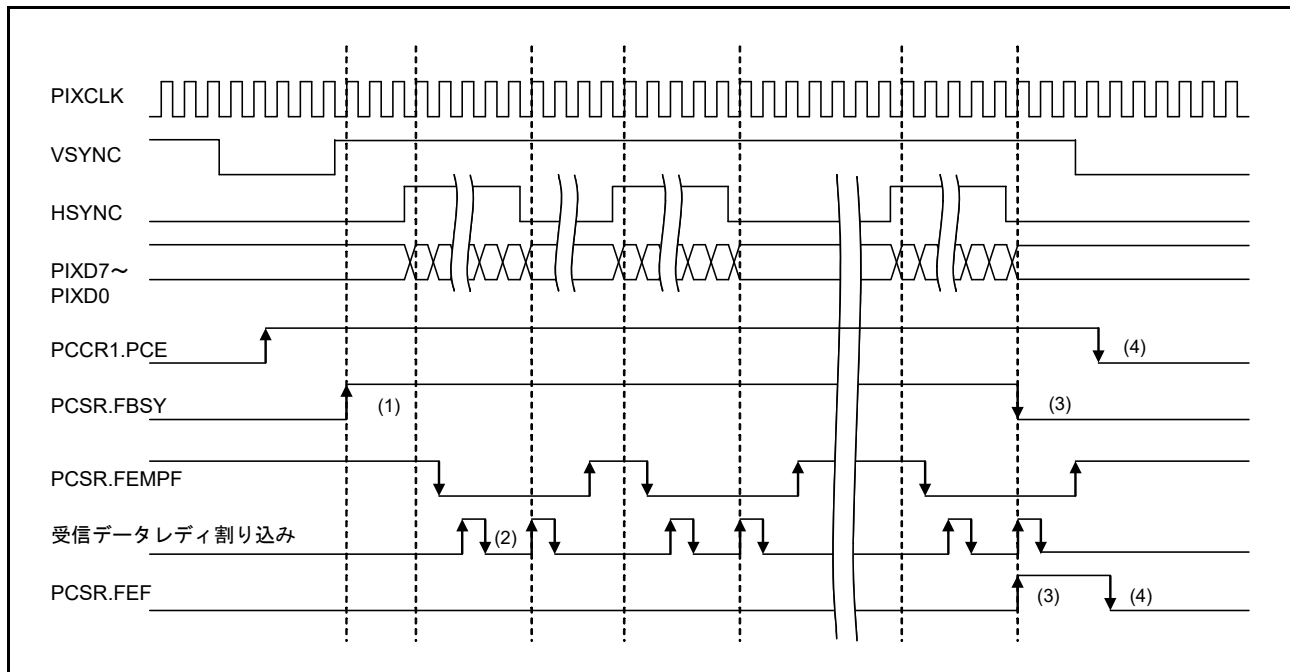 PIXCLK
VSYNC
HSYNC
PIXD7～
PIXD0
PCCR1.PCE
(4)
PCSR.FBSY
(1)
(3)
PCSR.FEMPF
受信データレディ割り込み
(2)
PCSR.FEF
(3)
(4)